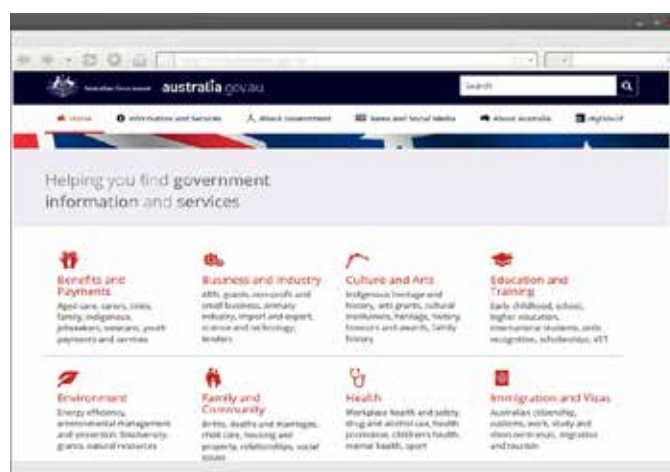 Australian Government australia.gov.au
Search
Home Information and Services About Government News and Social Media About Australia myGov
Helping you find government
information and services
Benefits and
Payments
Aged care, carers, crisis,
family, Indigenous,
jobseekers, veterans, youth
payments and services
Business and Industry
ABN, grants, non-profit and
small business, primary
industry, import and export,
science and technology,
tenders
Culture and Arts
Indigenous heritage and
history, arts grants, cultural
institutions, heritage, history,
honours and awards, family
history
Education and
Training
Early childhood, school,
higher education,
international students, skills
recognition, scholarships, VET
Environment
Energy efficiency,
environmental management
and prevention, biodiversity,
grants, natural resources
Family and
Community
Births, deaths and marriages,
child care, housing and
property, relationships, social
issues
Health
Workplace health and safety,
drug and alcohol use, health
promotion, children's health,
mental health, sport
Immigration and Visas
Australian citizenship,
customs, work, study and
short-term visas, migration
and tourism